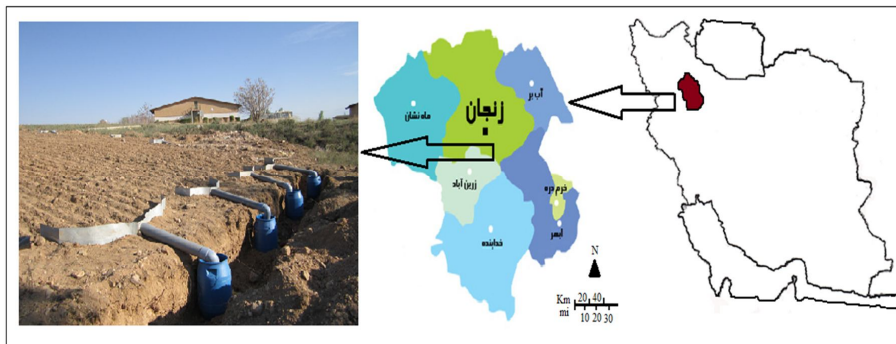 آب بر
زنجان
ماه نشان
زرین آباد
خرم دره
ابهر
خدابنده
N
Km 20 40
mi 10 20 30